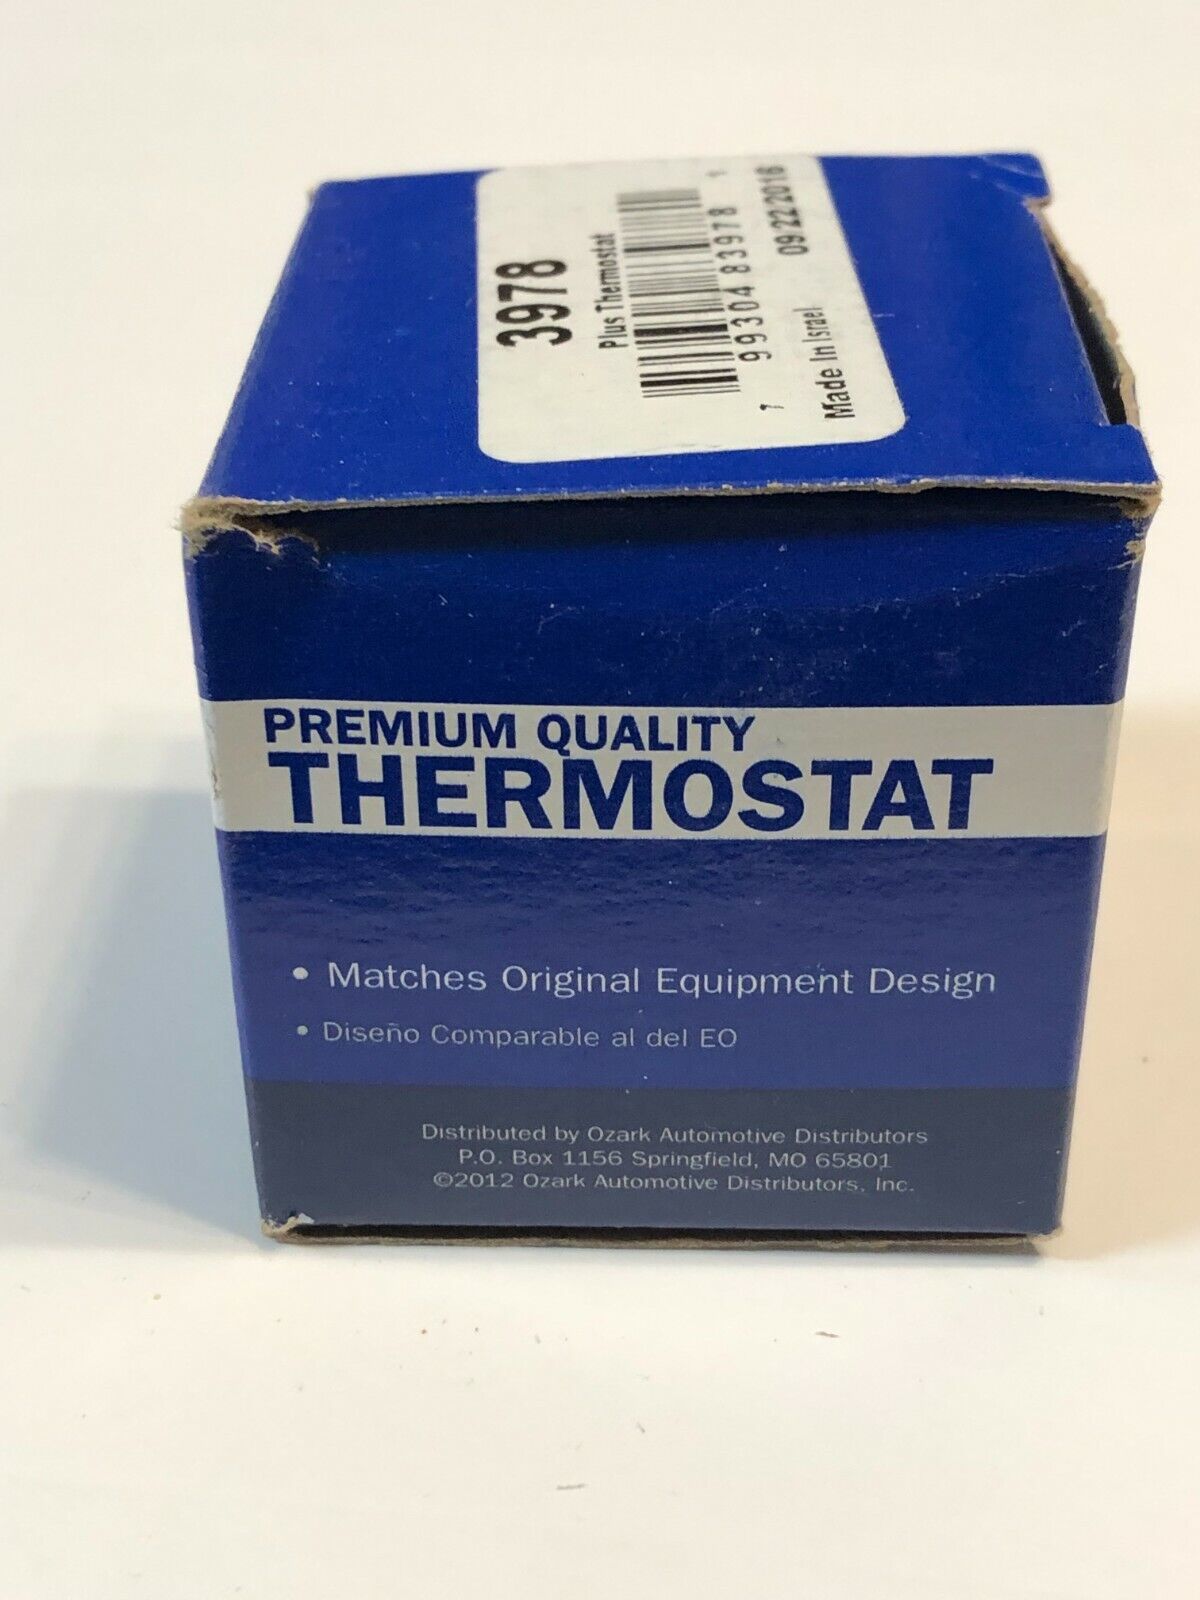 3978
Plus Thermostat
7 99304 83978 1
Made In Israel 09 22 2016
PREMIUM QUALITY
THERMOSTAT
• Matches Original Equipment Design
• Diseño Comparable al del EO
Distributed by Ozark Automotive Distributors
P.O. Box 1156 Springfield, MO 65801
©2012 Ozark Automotive Distributors, Inc.